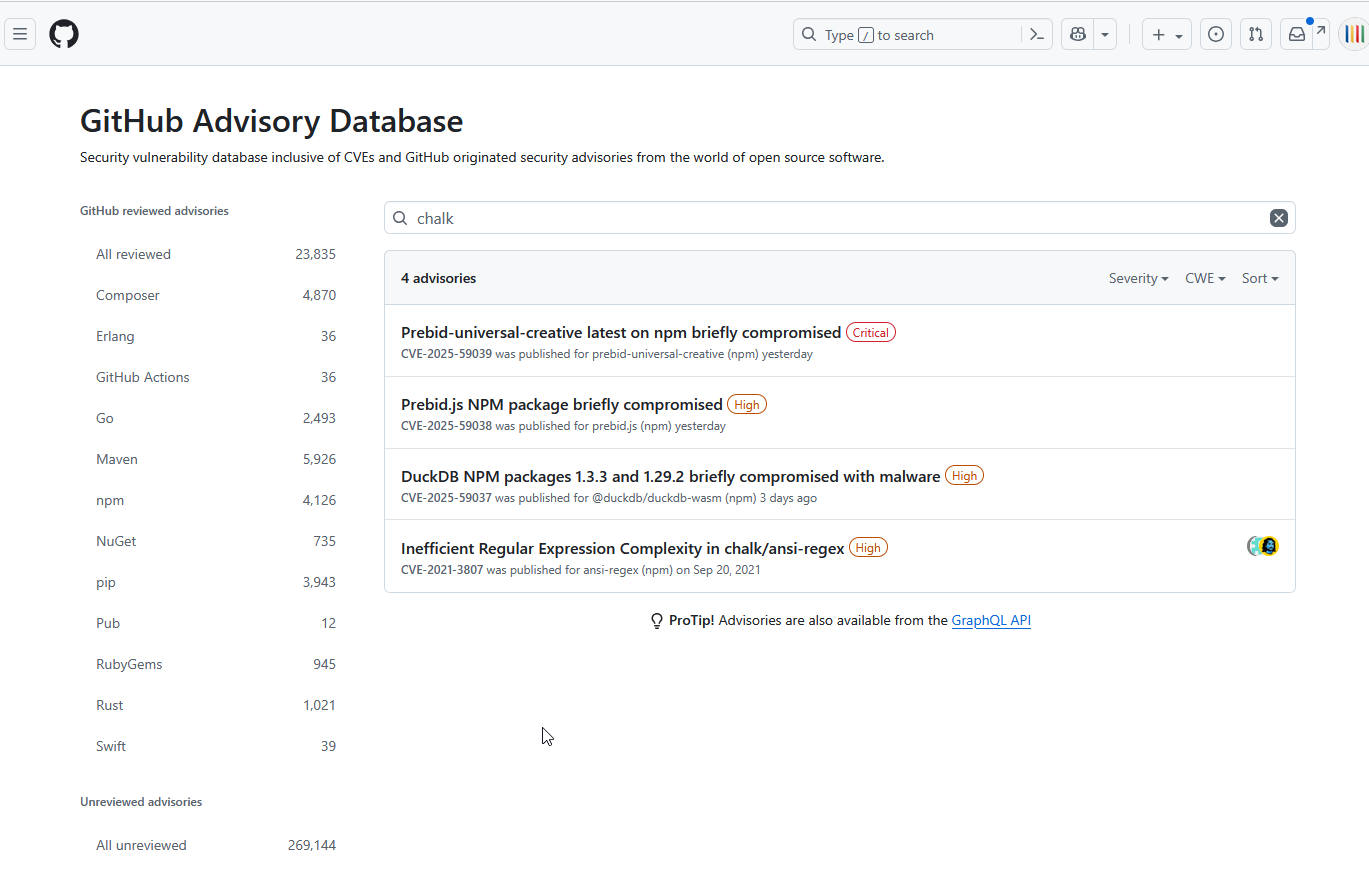 Type / to search
GitHub Advisory Database
Security vulnerability database inclusive of CVEs and GitHub originated security advisories from the world of open source software.
GitHub reviewed advisories
All reviewed 23,835
Composer 4,870
Erlang 36
GitHub Actions 36
Go 2,493
Maven 5,926
npm 4,126
NuGet 735
pip 3,943
Pub 12
RubyGems 945
Rust 1,021
Swift 39
Unreviewed advisories
All unreviewed 269,144
chalk
4 advisories Severity CWE Sort
Prebid-universal-creative latest on npm briefly compromised Critical
CVE-2025-59039 was published for prebid-universal-creative (npm) yesterday
Prebid.js NPM package briefly compromised High
CVE-2025-59038 was published for prebid.js (npm) yesterday
DuckDB NPM packages 1.3.3 and 1.29.2 briefly compromised with malware High
CVE-2025-59037 was published for @duckdb/duckdb-wasm (npm) 3 days ago
Inefficient Regular Expression Complexity in chalk/ansi-regex High
CVE-2021-3807 was published for ansi-regex (npm) on Sep 20, 2021
ProTip! Advisories are also available from the GraphQL API